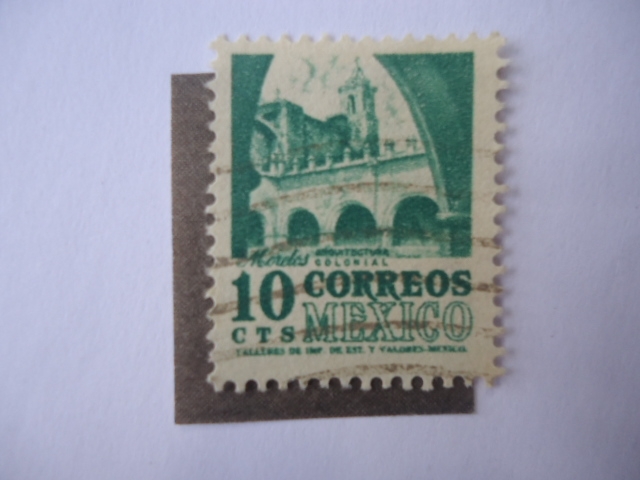 Morelos ARQUITECTURA COLONIAL
10 CTS CORREOS MEXICO
TALLERES DE IMP. DE EST. Y VALORES-MEXICO.